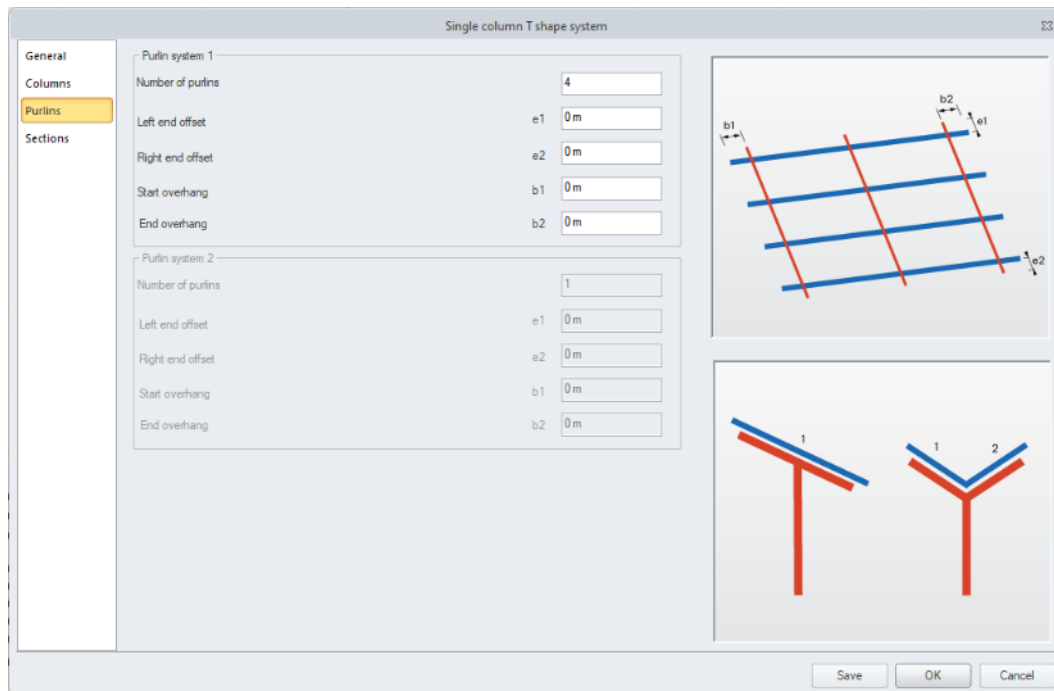 Single column T shape system
General
Columns
Purlins
Sections
Purlin system 1
Number of purlins 4
Left end offset e1 0 m
Right end offset e2 0 m
Start overhang b1 0 m
End overhang b2 0 m
Purlin system 2
Number of purlins 1
Left end offset e1 0 m
Right end offset e2 0 m
Start overhang b1 0 m
End overhang b2 0 m
b1
b2
e1
e2
1
1
2
Save OK Cancel